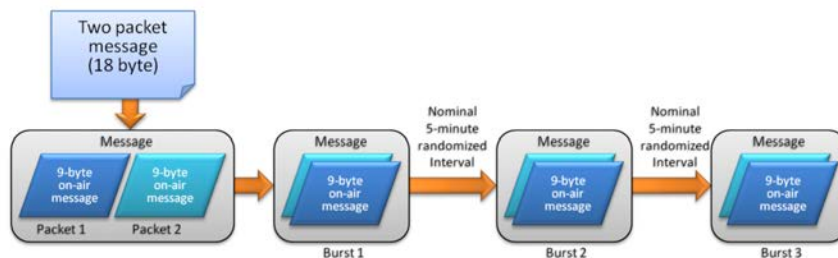 Two packet
message
(18 byte)
Message
9-byte
on-air
message
9-byte
on-air
message
Packet 1
Packet 2
Message
9-byte
on-air
message
Burst 1
Nominal
5-minute
randomized
Interval
Message
9-byte
on-air
message
Burst 2
Nominal
5-minute
randomized
Interval
Message
9-byte
on-air
message
Burst 3